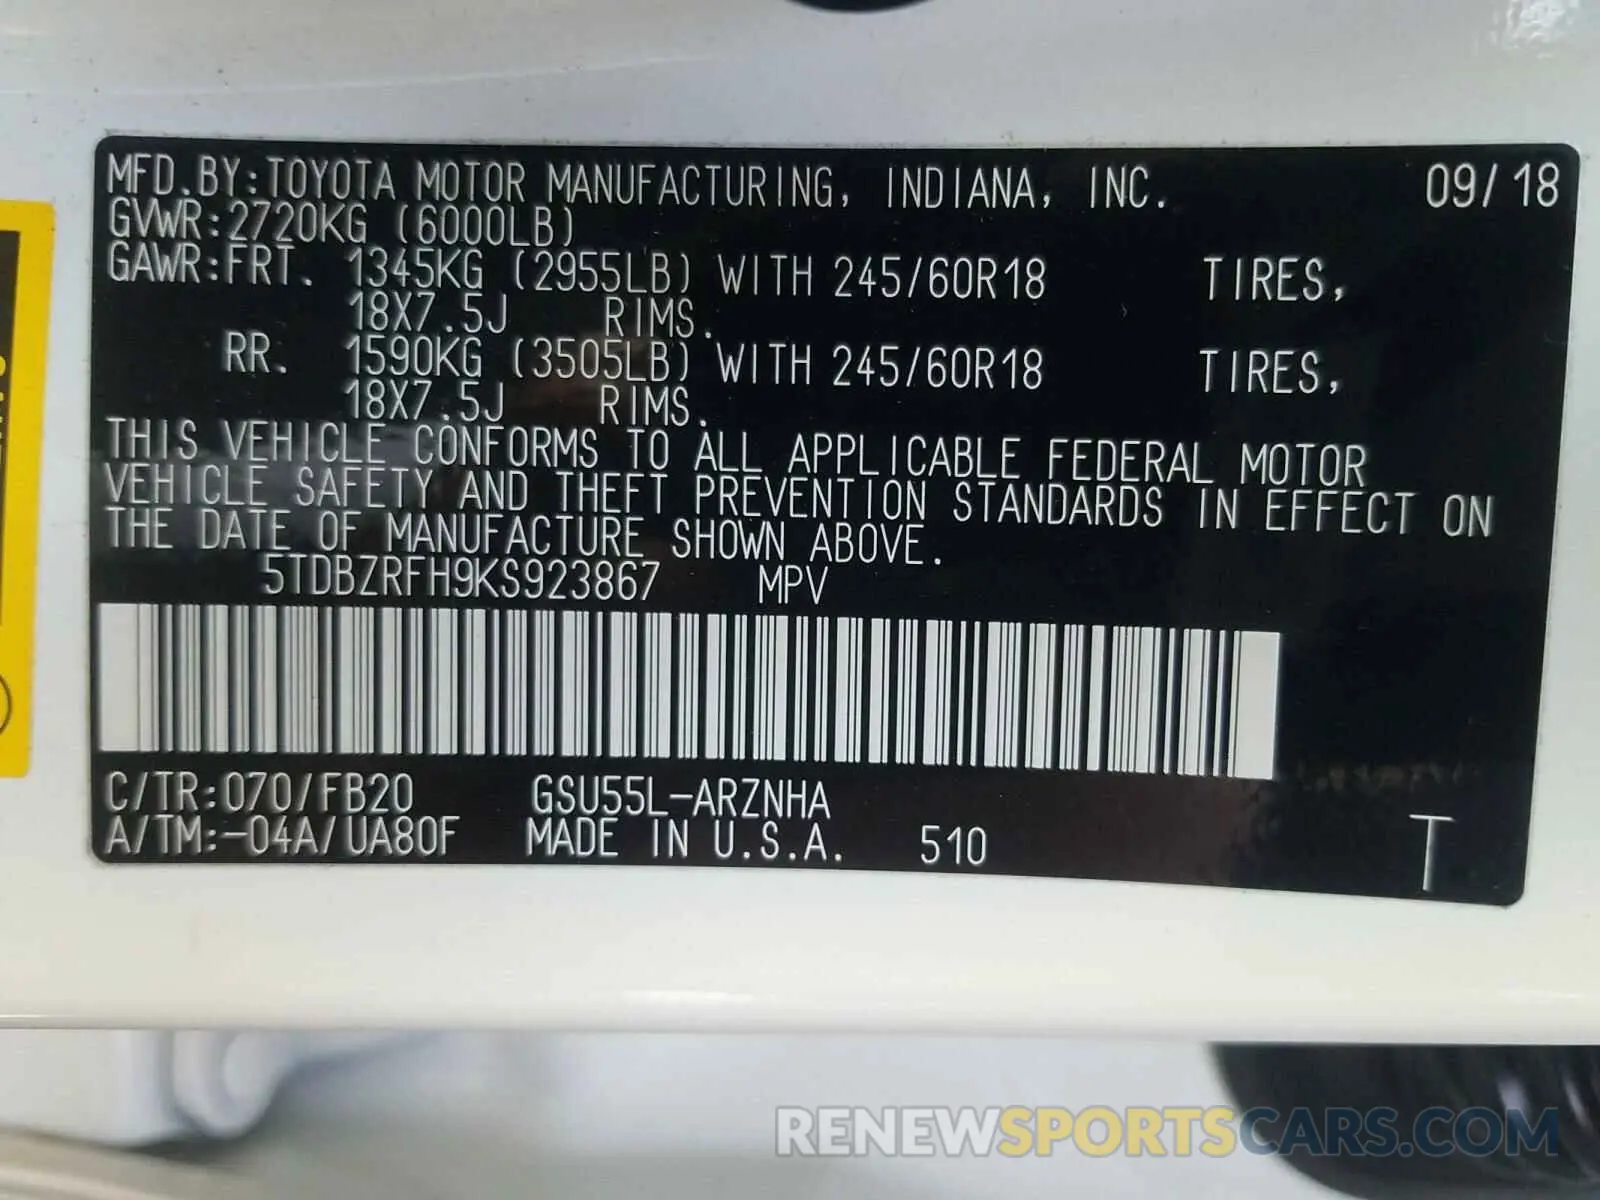 MFD.BY:TOYOTA MOTOR MANUFACTURING, INDIANA, INC. 09/18
GVWR:2720KG (6000LB)
GAWR:FRT. 1345KG (2955LB) WITH 245/60R18 TIRES,
18X7.5J RIMS.
RR. 1590KG (3505LB) WITH 245/60R18 TIRES,
18X7.5J RIMS.
THIS VEHICLE CONFORMS TO ALL APPLICABLE FEDERAL MOTOR
VEHICLE SAFETY AND THEFT PREVENTION STANDARDS IN EFFECT ON
THE DATE OF MANUFACTURE SHOWN ABOVE.
5TDBZRFH9KS923867 MPV
C/TR:070/FB20 GSU55L-ARZNHA
A/TM:-04A/UA80F MADE IN U.S.A. 510 T
RENEWSPORTSCARS.COM